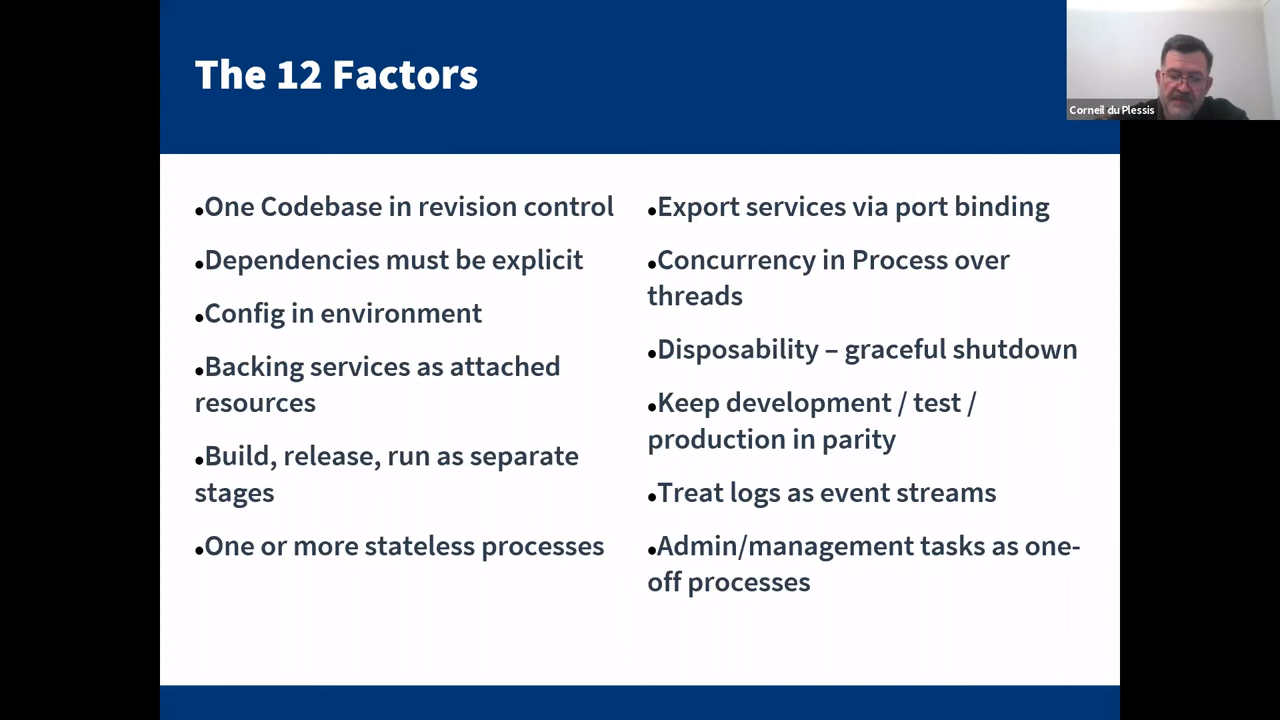 The 12 Factors
Corneil du Plessis
•One Codebase in revision control
•Dependencies must be explicit
•Config in environment
•Backing services as attached
resources
•Build, release, run as separate
stages
•One or more stateless processes
•Export services via port binding
•Concurrency in Process over
threads
•Disposability – graceful shutdown
•Keep development / test /
production in parity
•Treat logs as event streams
•Admin/management tasks as one-
off processes